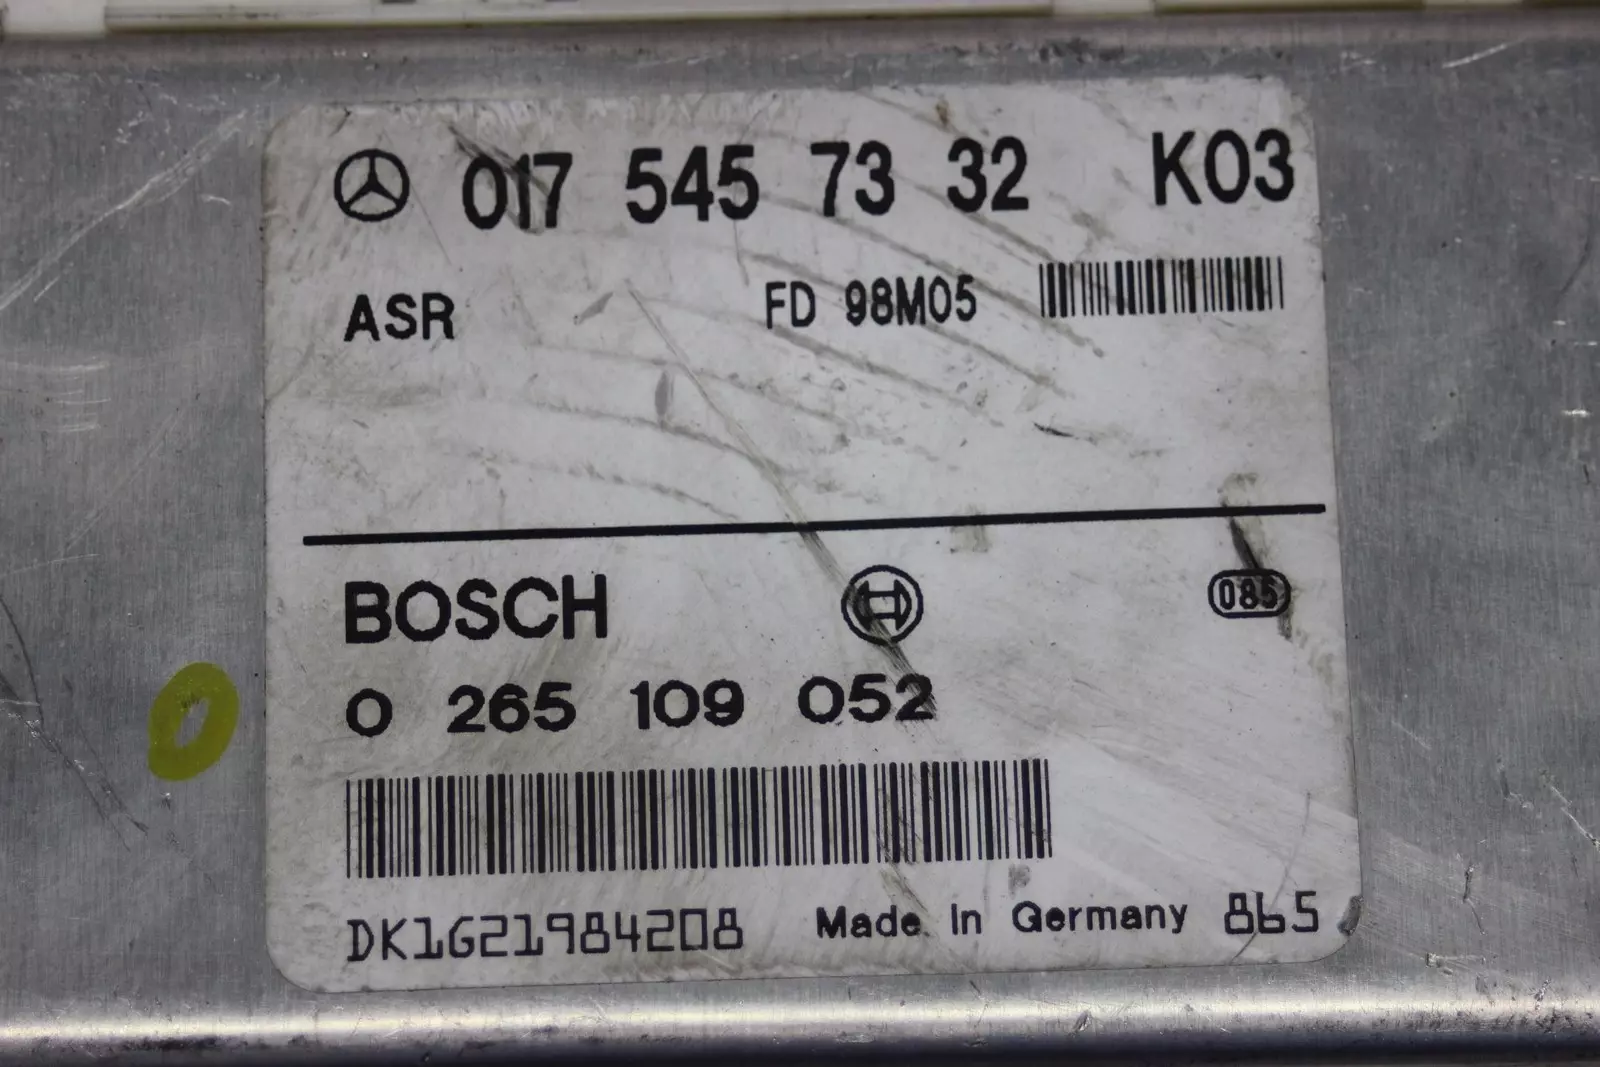 017 545 73 32 K03
ASR FD 98M05
BOSCH 085
0 265 109 052
DK1G21984208 Made in Germany 865